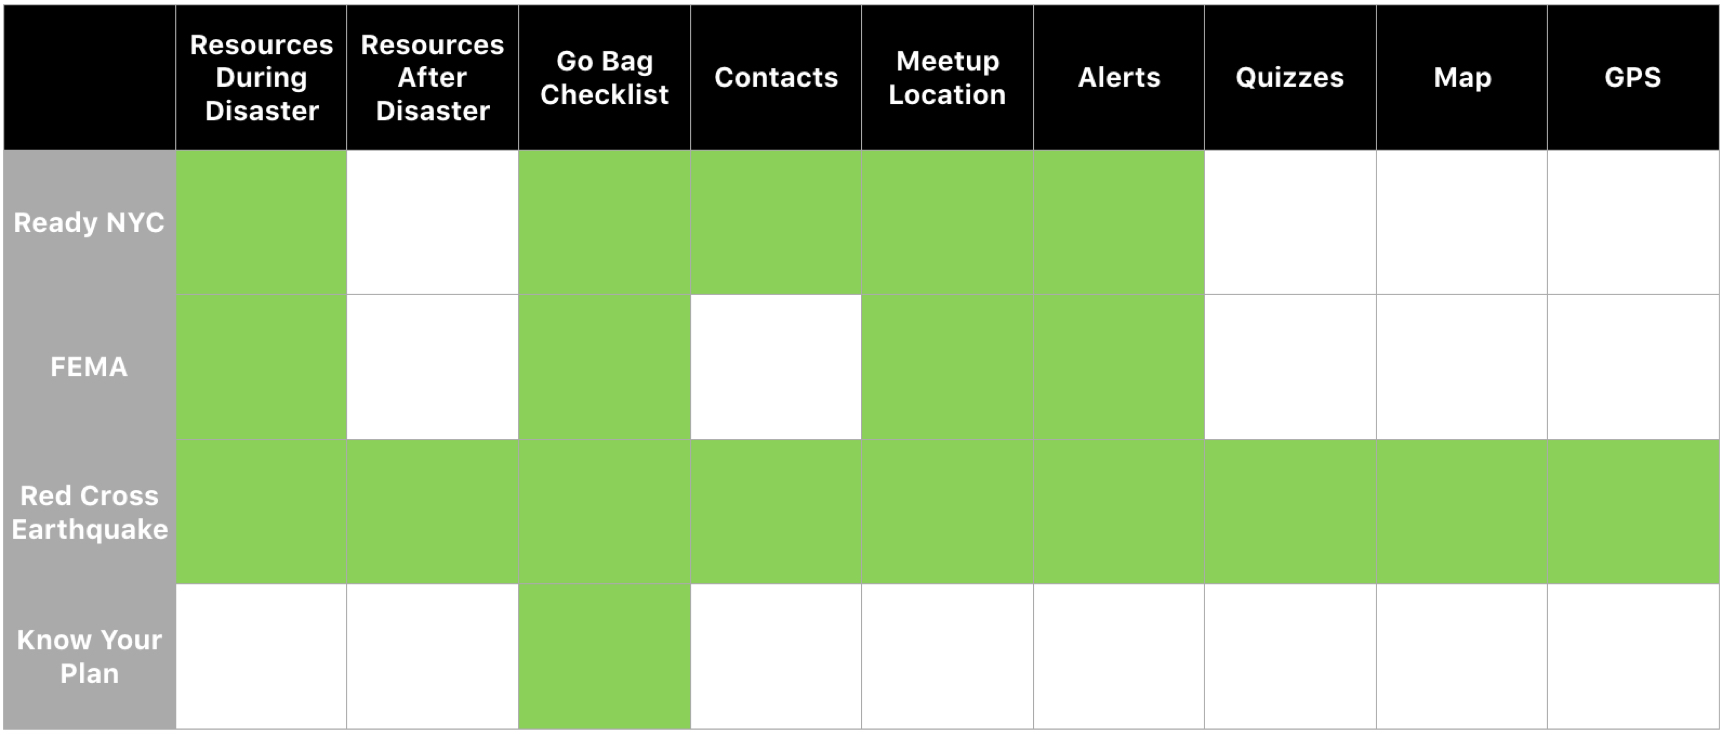 Resources
During
Disaster
Resources
After
Disaster
Go Bag
Checklist
Contacts
Meetup
Location
Alerts
Quizzes
Map
GPS
Ready NYC
FEMA
Red Cross
Earthquake
Know Your
Plan